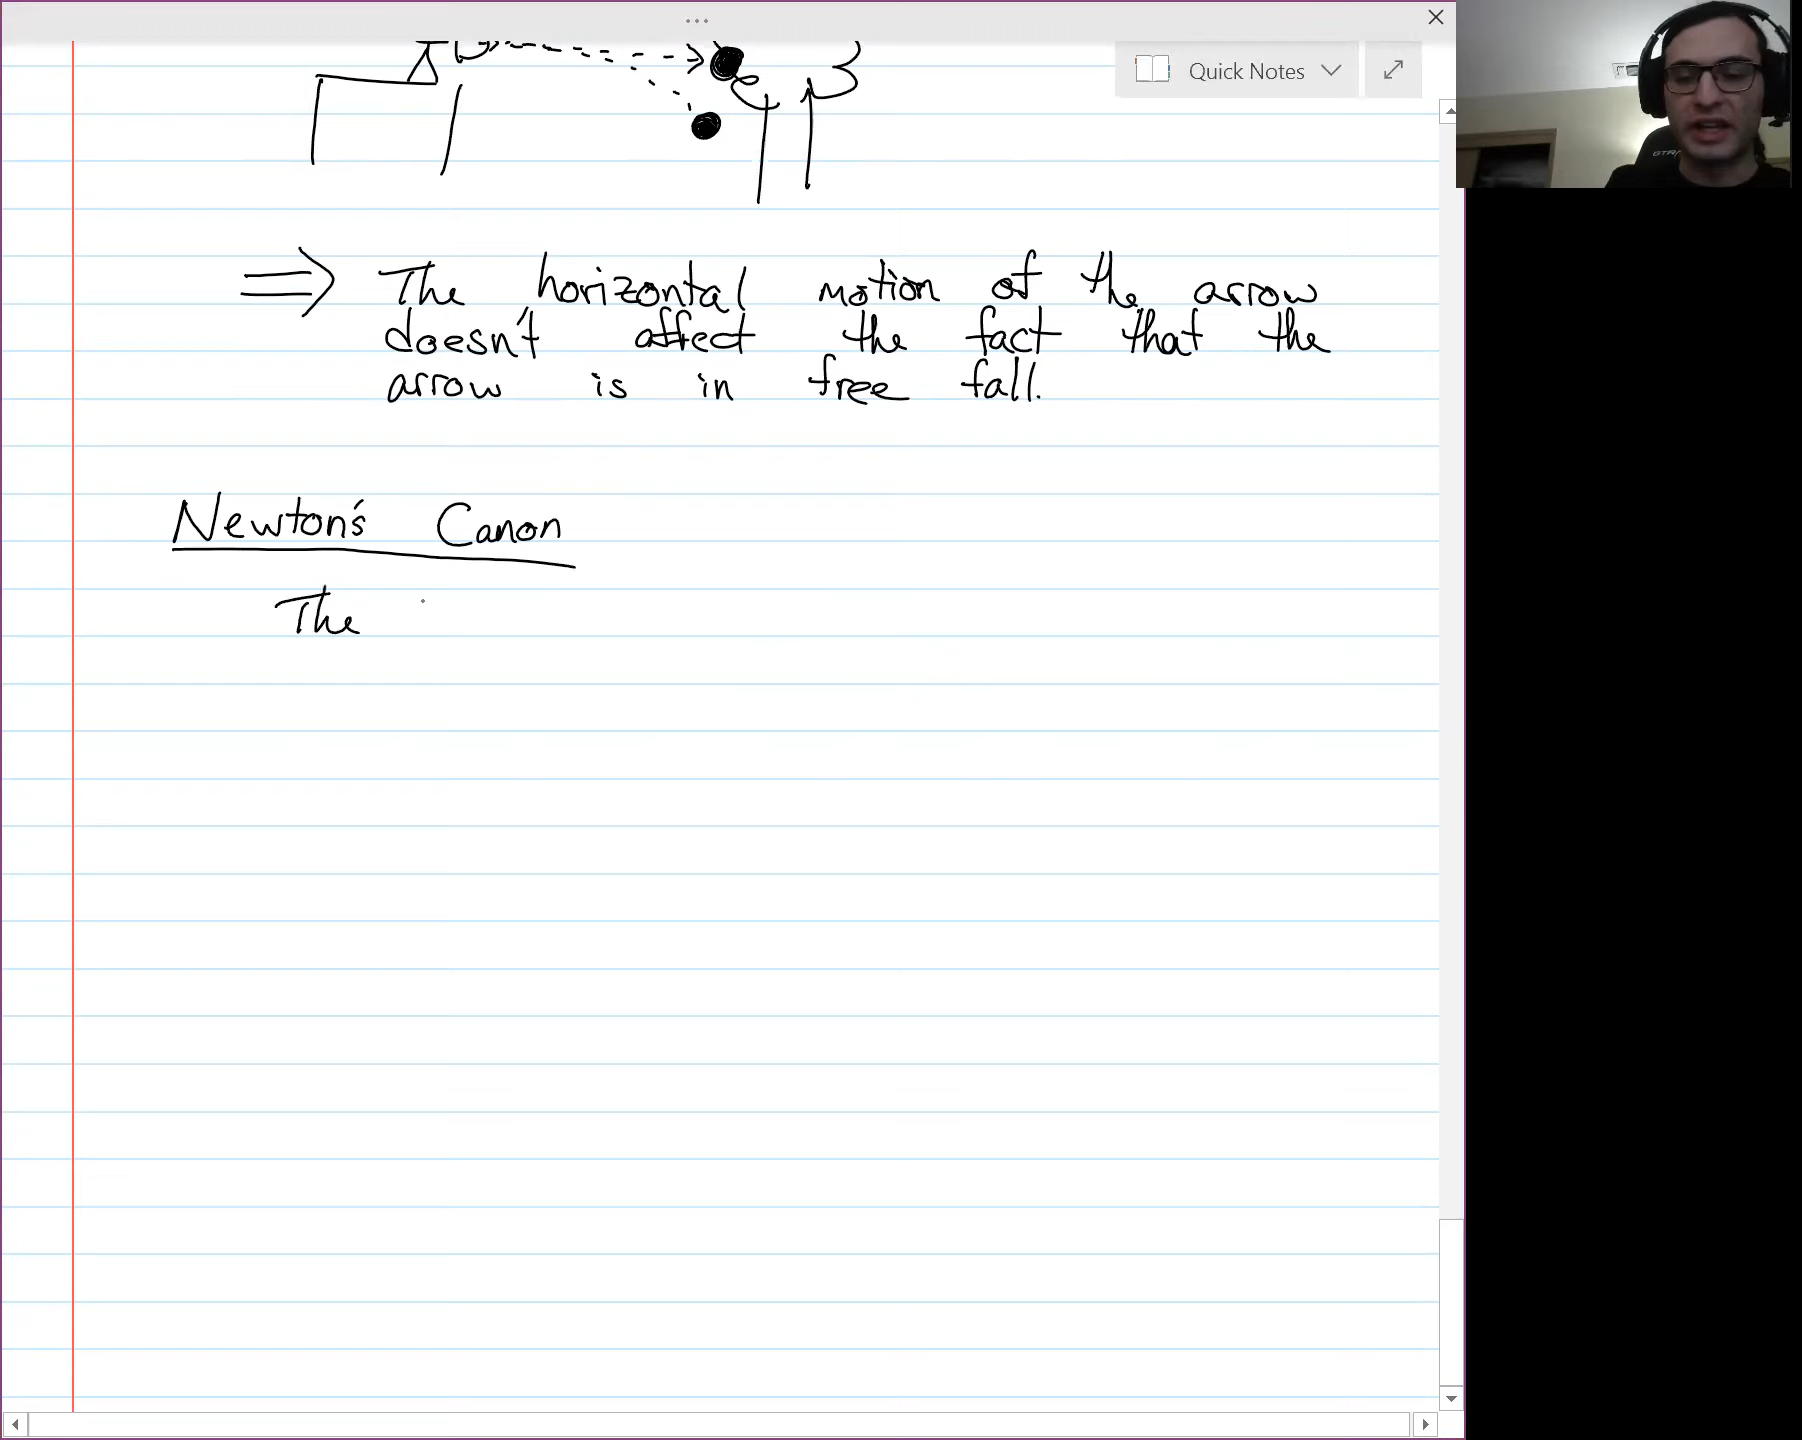 Quick Notes
The horizontal motion of the arrow
doesn't affect the fact that the
arrow is in free fall.
Newton's Canon
The